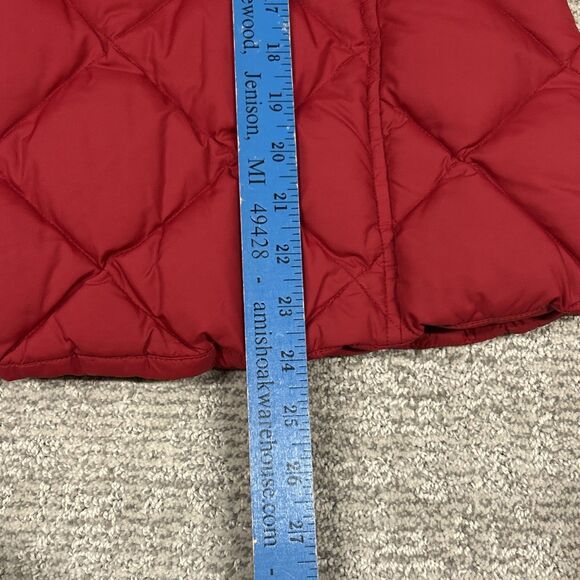 ewood, Jenison, MI 49428 - amishoakwarehouse.com -
17 18 19 20 21 22 23 24 25 26 27